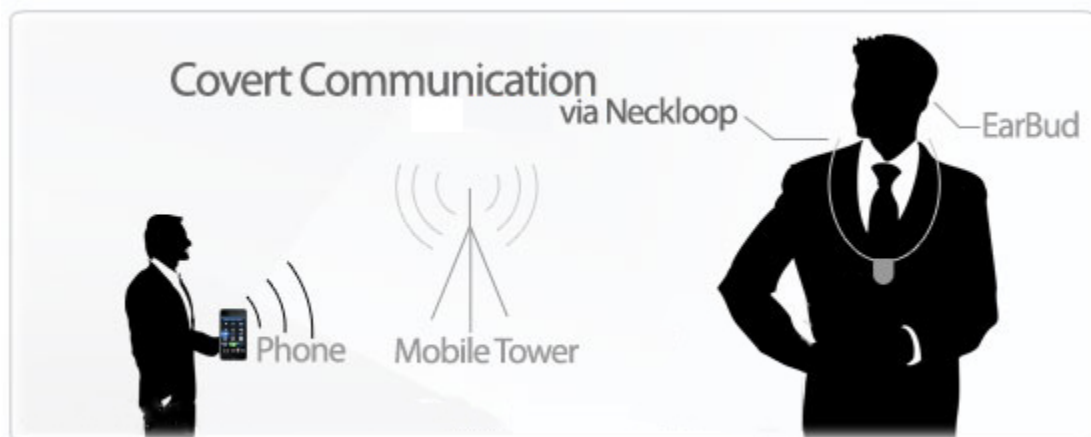 Covert Communication
via Neckloop
EarBud
Phone
Mobile Tower